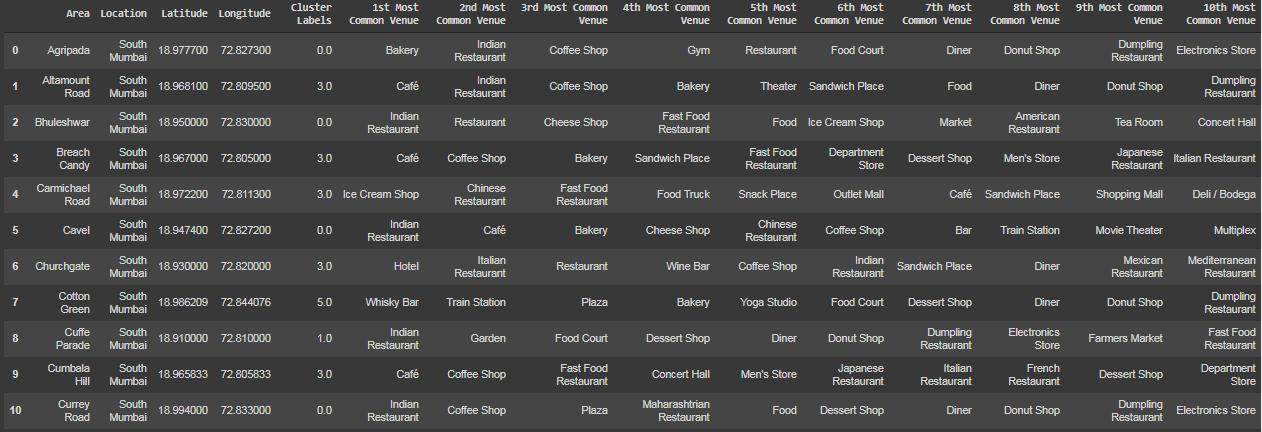 Area Location Latitude Longitude Cluster Labels 1st Most Common Venue 2nd Most Common Venue 3rd Most Common Venue 4th Most Common Venue 5th Most Common Venue 6th Most Common Venue 7th Most Common Venue 8th Most Common Venue 9th Most Common Venue 10th Most Common Venue
0 Agripada South Mumbai 18.977700 72.827300 0.0 Bakery Indian Restaurant Coffee Shop Gym Restaurant Food Court Diner Donut Shop Dumpling Restaurant Electronics Store
1 Altamount Road South Mumbai 18.968100 72.809500 3.0 Café Indian Restaurant Coffee Shop Bakery Theater Sandwich Place Food Diner Donut Shop Dumpling Restaurant
2 Bhuleshwar South Mumbai 18.950000 72.830000 0.0 Indian Restaurant Restaurant Cheese Shop Fast Food Restaurant Food Ice Cream Shop Market American Restaurant Tea Room Concert Hall
3 Breach Candy South Mumbai 18.967000 72.805000 3.0 Café Coffee Shop Bakery Sandwich Place Fast Food Restaurant Department Store Dessert Shop Men's Store Japanese Restaurant Italian Restaurant
4 Carmichael Road South Mumbai 18.972200 72.811300 3.0 Ice Cream Shop Chinese Restaurant Fast Food Restaurant Food Truck Snack Place Outlet Mall Café Sandwich Place Shopping Mall Deli / Bodega
5 Cavel South Mumbai 18.947400 72.827200 0.0 Indian Restaurant Café Bakery Cheese Shop Chinese Restaurant Coffee Shop Bar Train Station Movie Theater Multiplex
6 Churchgate South Mumbai 18.930000 72.820000 3.0 Hotel Italian Restaurant Restaurant Wine Bar Coffee Shop Indian Restaurant Sandwich Place Diner Mexican Restaurant Mediterranean Restaurant
7 Cotton Green South Mumbai 18.986209 72.844076 5.0 Whisky Bar Train Station Plaza Bakery Yoga Studio Food Court Dessert Shop Diner Donut Shop Dumpling Restaurant
8 Cuffe Parade South Mumbai 18.910000 72.810000 1.0 Indian Restaurant Garden Food Court Dessert Shop Diner Donut Shop Dumpling Restaurant Electronics Store Farmers Market Fast Food Restaurant
9 Cumbala Hill South Mumbai 18.965833 72.805833 3.0 Café Coffee Shop Fast Food Restaurant Concert Hall Men's Store Japanese Restaurant Italian Restaurant French Restaurant Dessert Shop Department Store
10 Currey Road South Mumbai 18.994000 72.833000 0.0 Indian Restaurant Coffee Shop Plaza Maharashtrian Restaurant Food Dessert Shop Diner Donut Shop Dumpling Restaurant Electronics Store